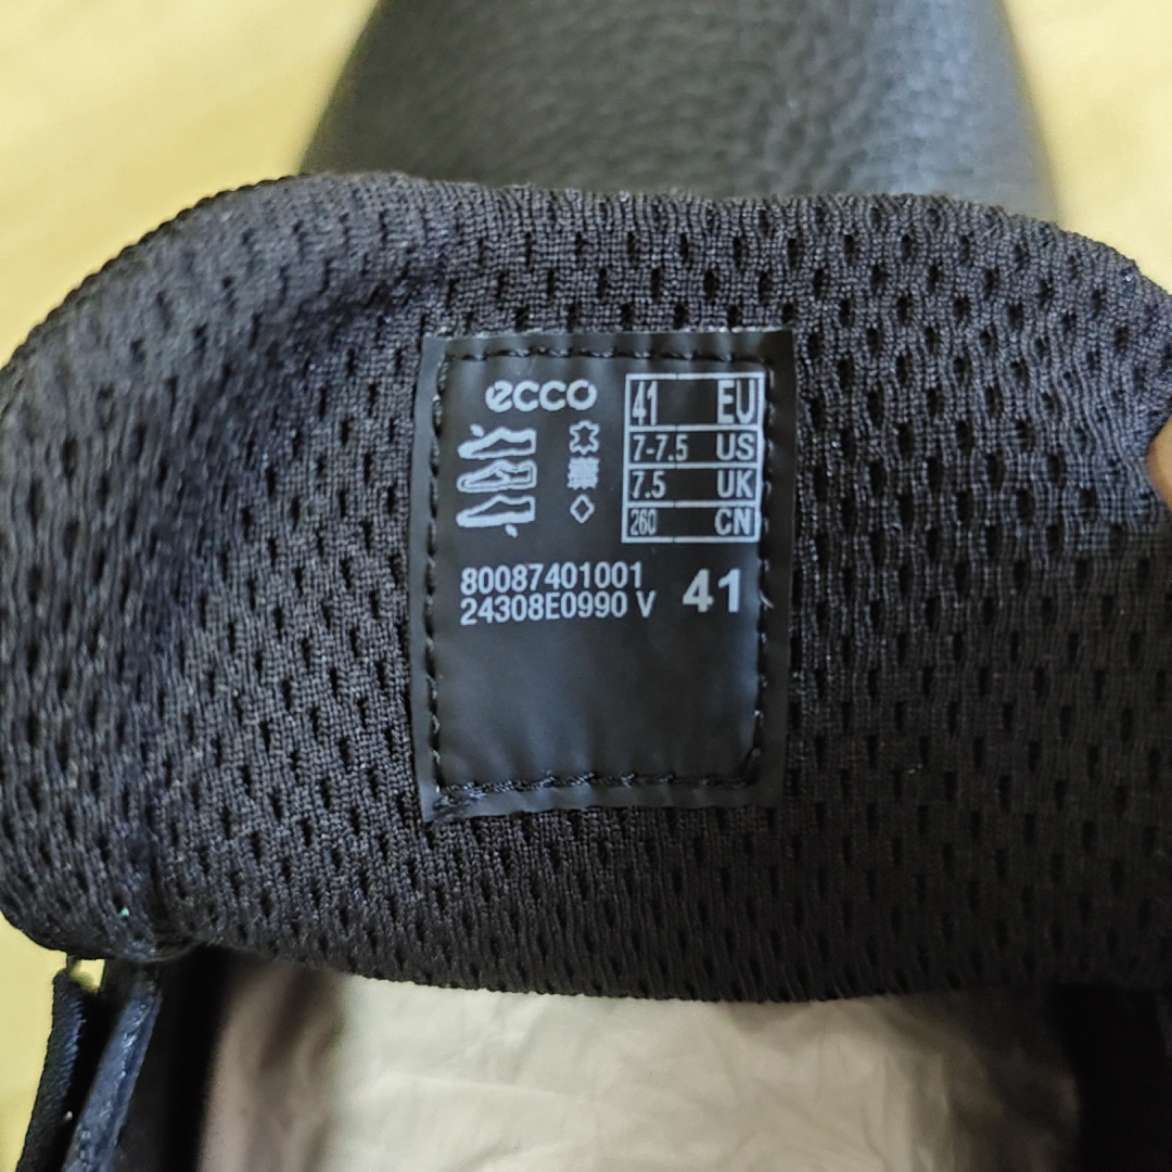 ecco
41 EU
7-7.5 US
7.5 UK
260 CN
80087401001
24308E0990 V 41